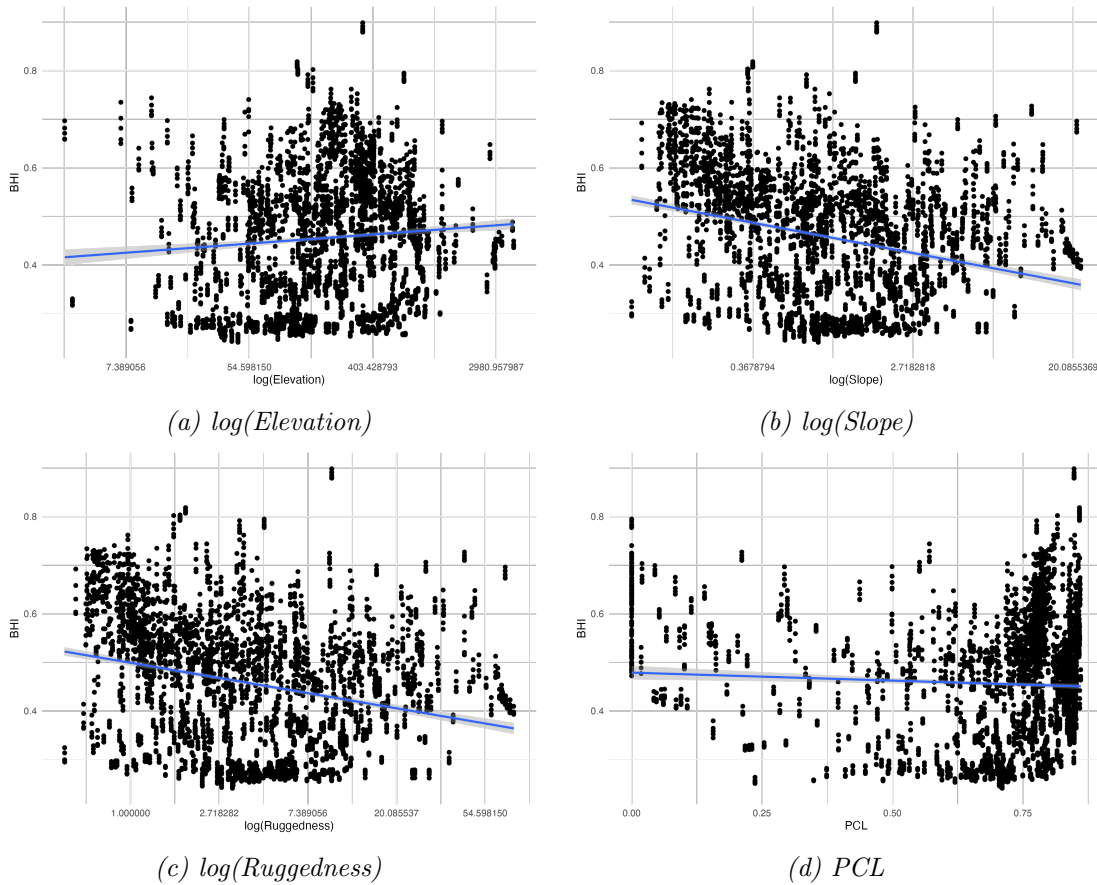 0.8
0.6
0.4
BHI
7.389056 54.598150 403.428793 2980.957987
log(Elevation)
(a) log(Elevation)
0.8
0.6
0.4
BHI
0.3678794 2.7182818 20.0855369
log(Slope)
(b) log(Slope)
0.8
0.6
0.4
BHI
1.000000 2.718282 7.389056 20.085537 54.598150
log(Ruggedness)
(c) log(Ruggedness)
0.8
0.6
0.4
BHI
0.00 0.25 0.50 0.75
PCL
(d) PCL